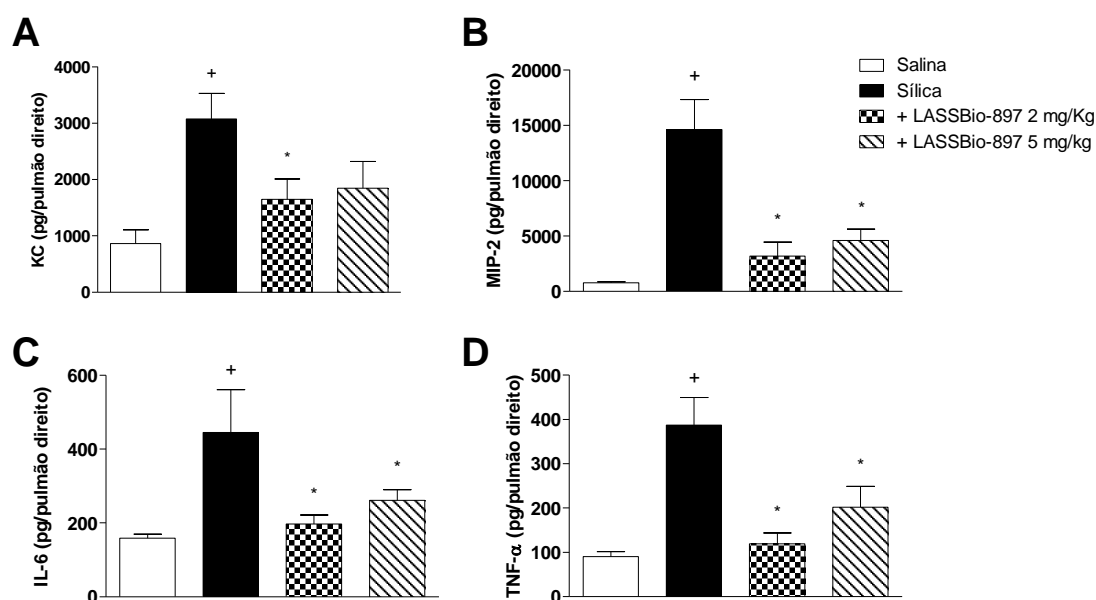 A
KC (pg/pulmão direito)
4000
3000
2000
1000
0
+
*
B
MIP-2 (pg/pulmão direito)
20000
15000
10000
5000
0
+
*
*
Salina
Sílica
+ LASSBio-897 2 mg/Kg
+ LASSBio-897 5 mg/kg
C
IL-6 (pg/pulmão direito)
600
400
200
0
+
*
*
D
TNF-α (pg/pulmão direito)
500
400
300
200
100
0
+
*
*